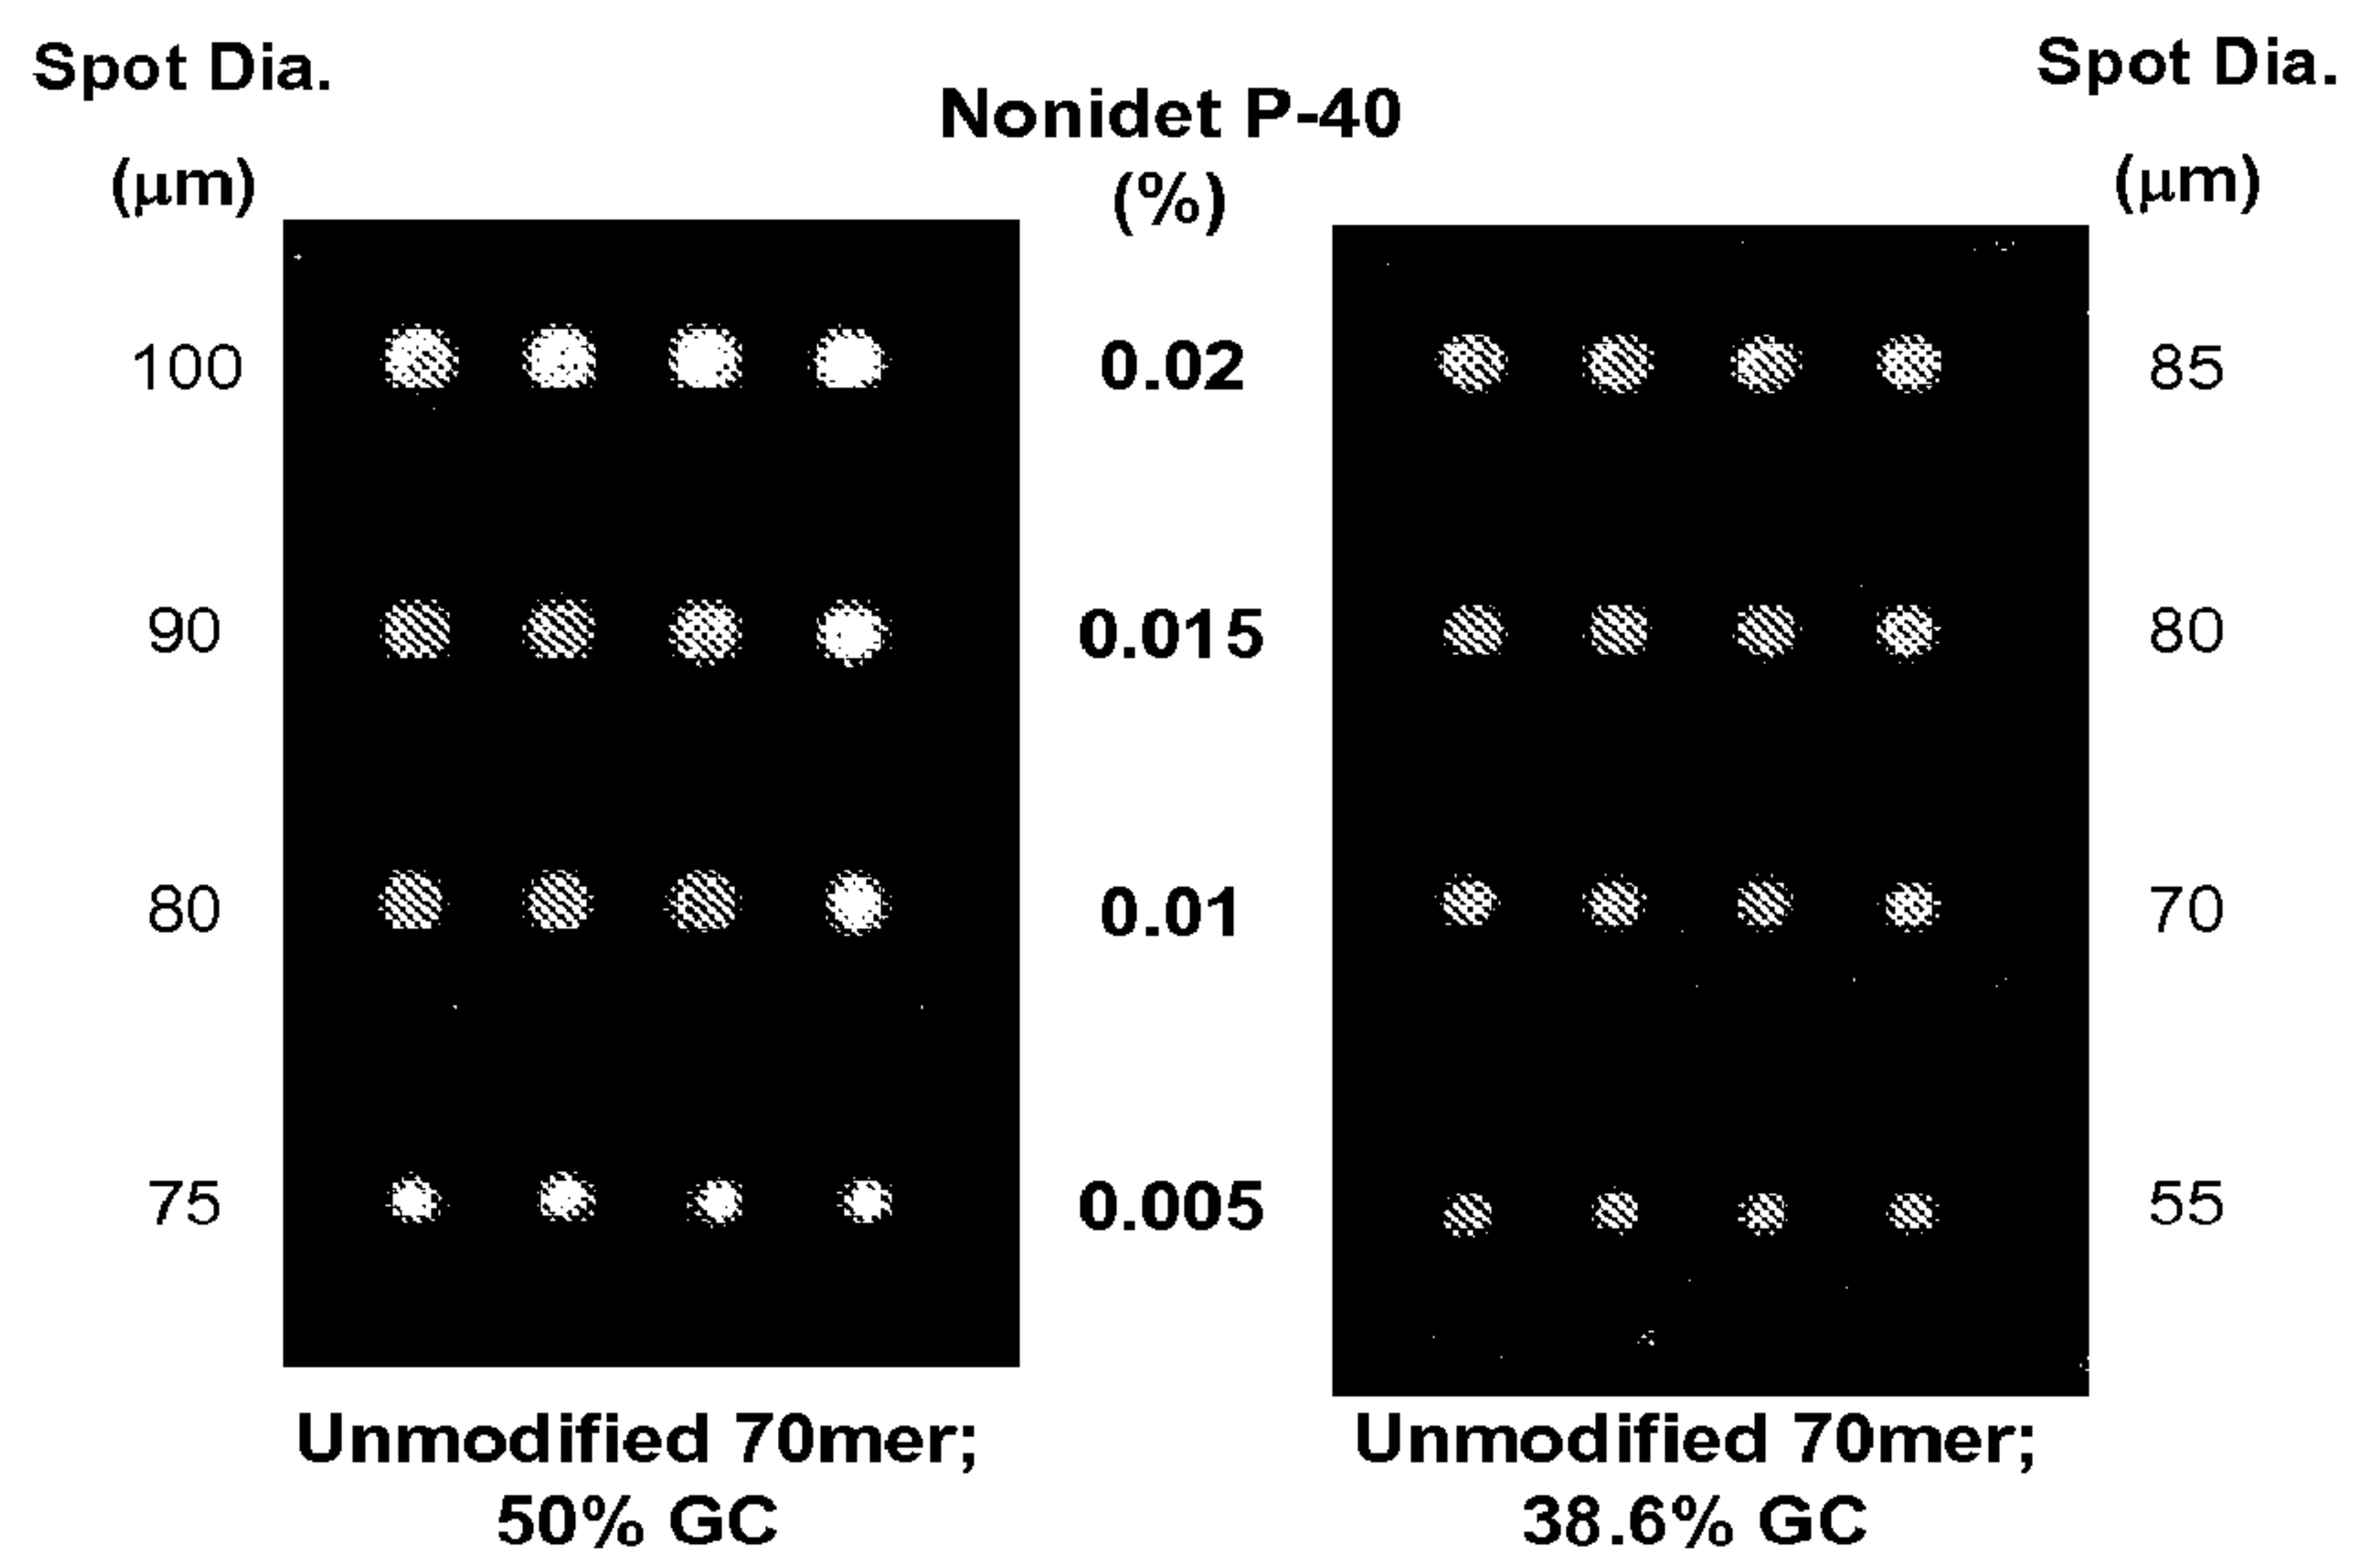 Spot Dia.
(μm)
Nonidet P-40
(%)
Spot Dia.
(μm)
100
0.02
85
90
0.015
80
80
0.01
70
75
0.005
55
Unmodified 70mer;
50% GC
Unmodified 70mer;
38.6% GC